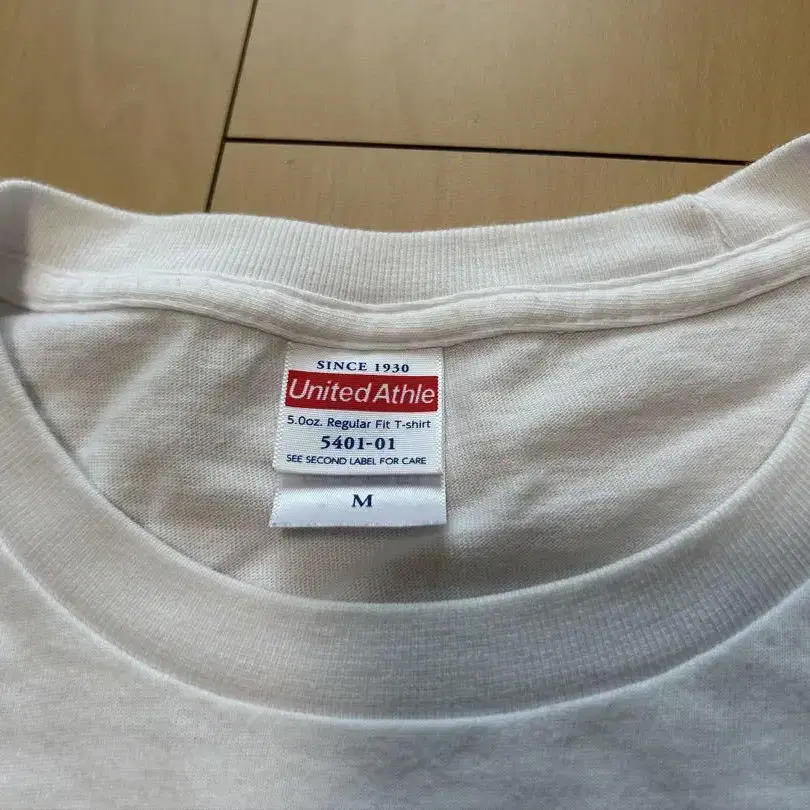 SINCE 1930
United Athle
5.0oz. Regular Fit T-shirt
5401-01
SEE SECOND LABEL FOR CARE
M